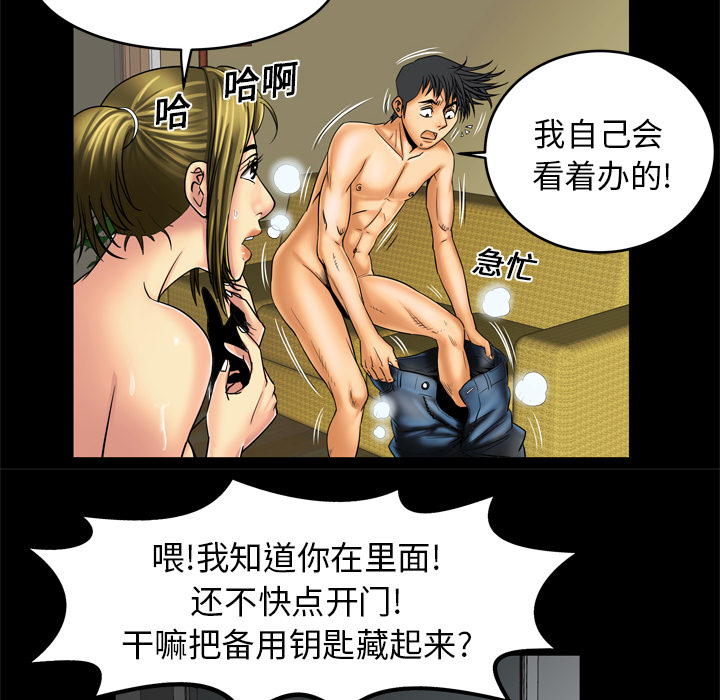 哈 哈啊
我自己会
看着办的!
急忙
喂!我知道你在里面!
还不快点开门!
干嘛把备用钥匙藏起来?